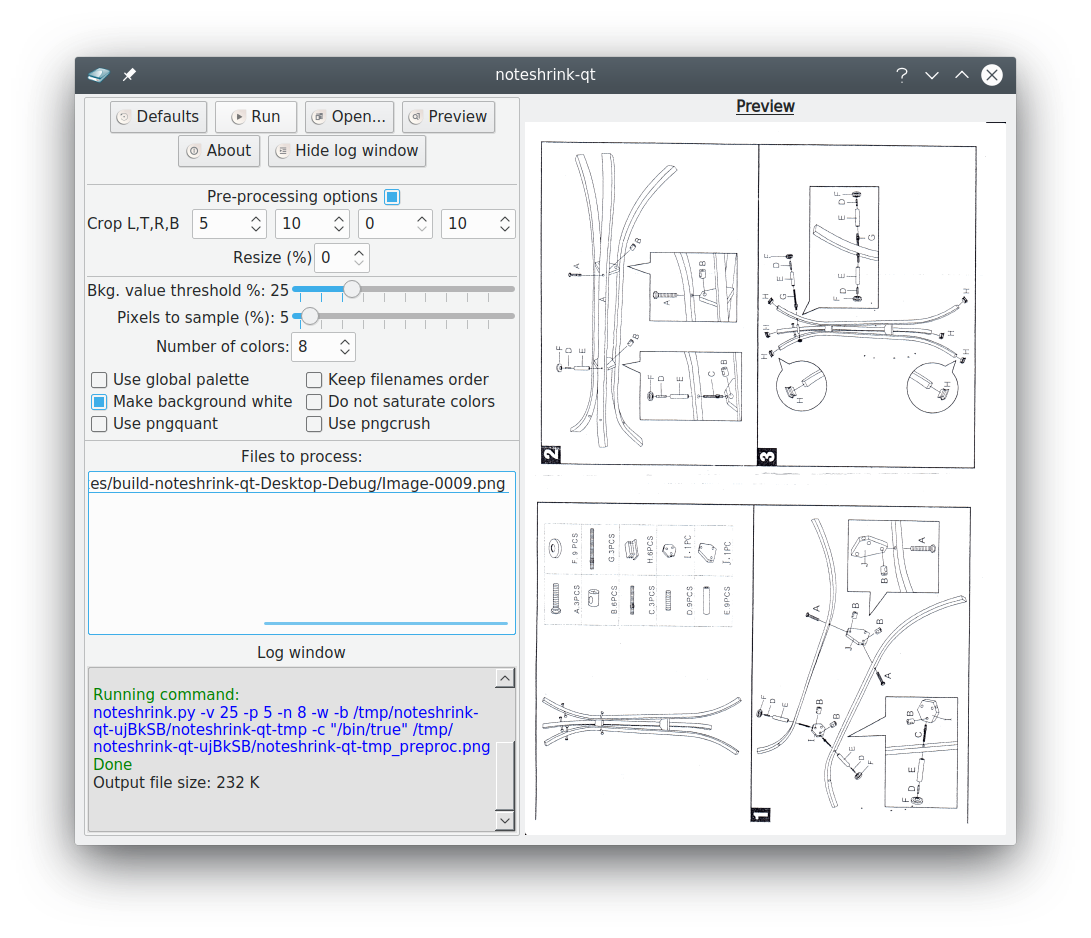 noteshrink-qt
Defaults
Run
Open...
Preview
About
Hide log window
Pre-processing options
Crop L,T,R,B 5 10 0 10
Resize (%) 0
Bkg. value threshold %: 25
Pixels to sample (%): 5
Number of colors: 8
Use global palette
Keep filenames order
Make background white
Do not saturate colors
Use pngquant
Use pngcrush
Files to process:
es/build-noteshrink-qt-Desktop-Debug/Image-0009.png
Log window
Running command:
noteshrink.py -v 25 -p 5 -n 8 -w -b /tmp/noteshrink-
qt-ujBkSB/noteshrink-qt-tmp -c "/bin/true" /tmp/
noteshrink-qt-ujBkSB/noteshrink-qt-tmp_preproc.png
Done
Output file size: 232 K
Preview
2
A
B
A
B
F
D
E
A
B
F
D
E
C
B
3
F
D
E
G
H
F
D
E
G
E
D
F
H
H
H
H
H
H
F.9PCS
G.3PCS
H.6PCS
I.1PC
J.1PC
A.3PCS
B.6PCS
C.3PCS
D.9PCS
E.9PCS
1
A
B
J
B
A
J
B
A
F
D
E
B
I
B
E
D
F
B
C
E
D
F